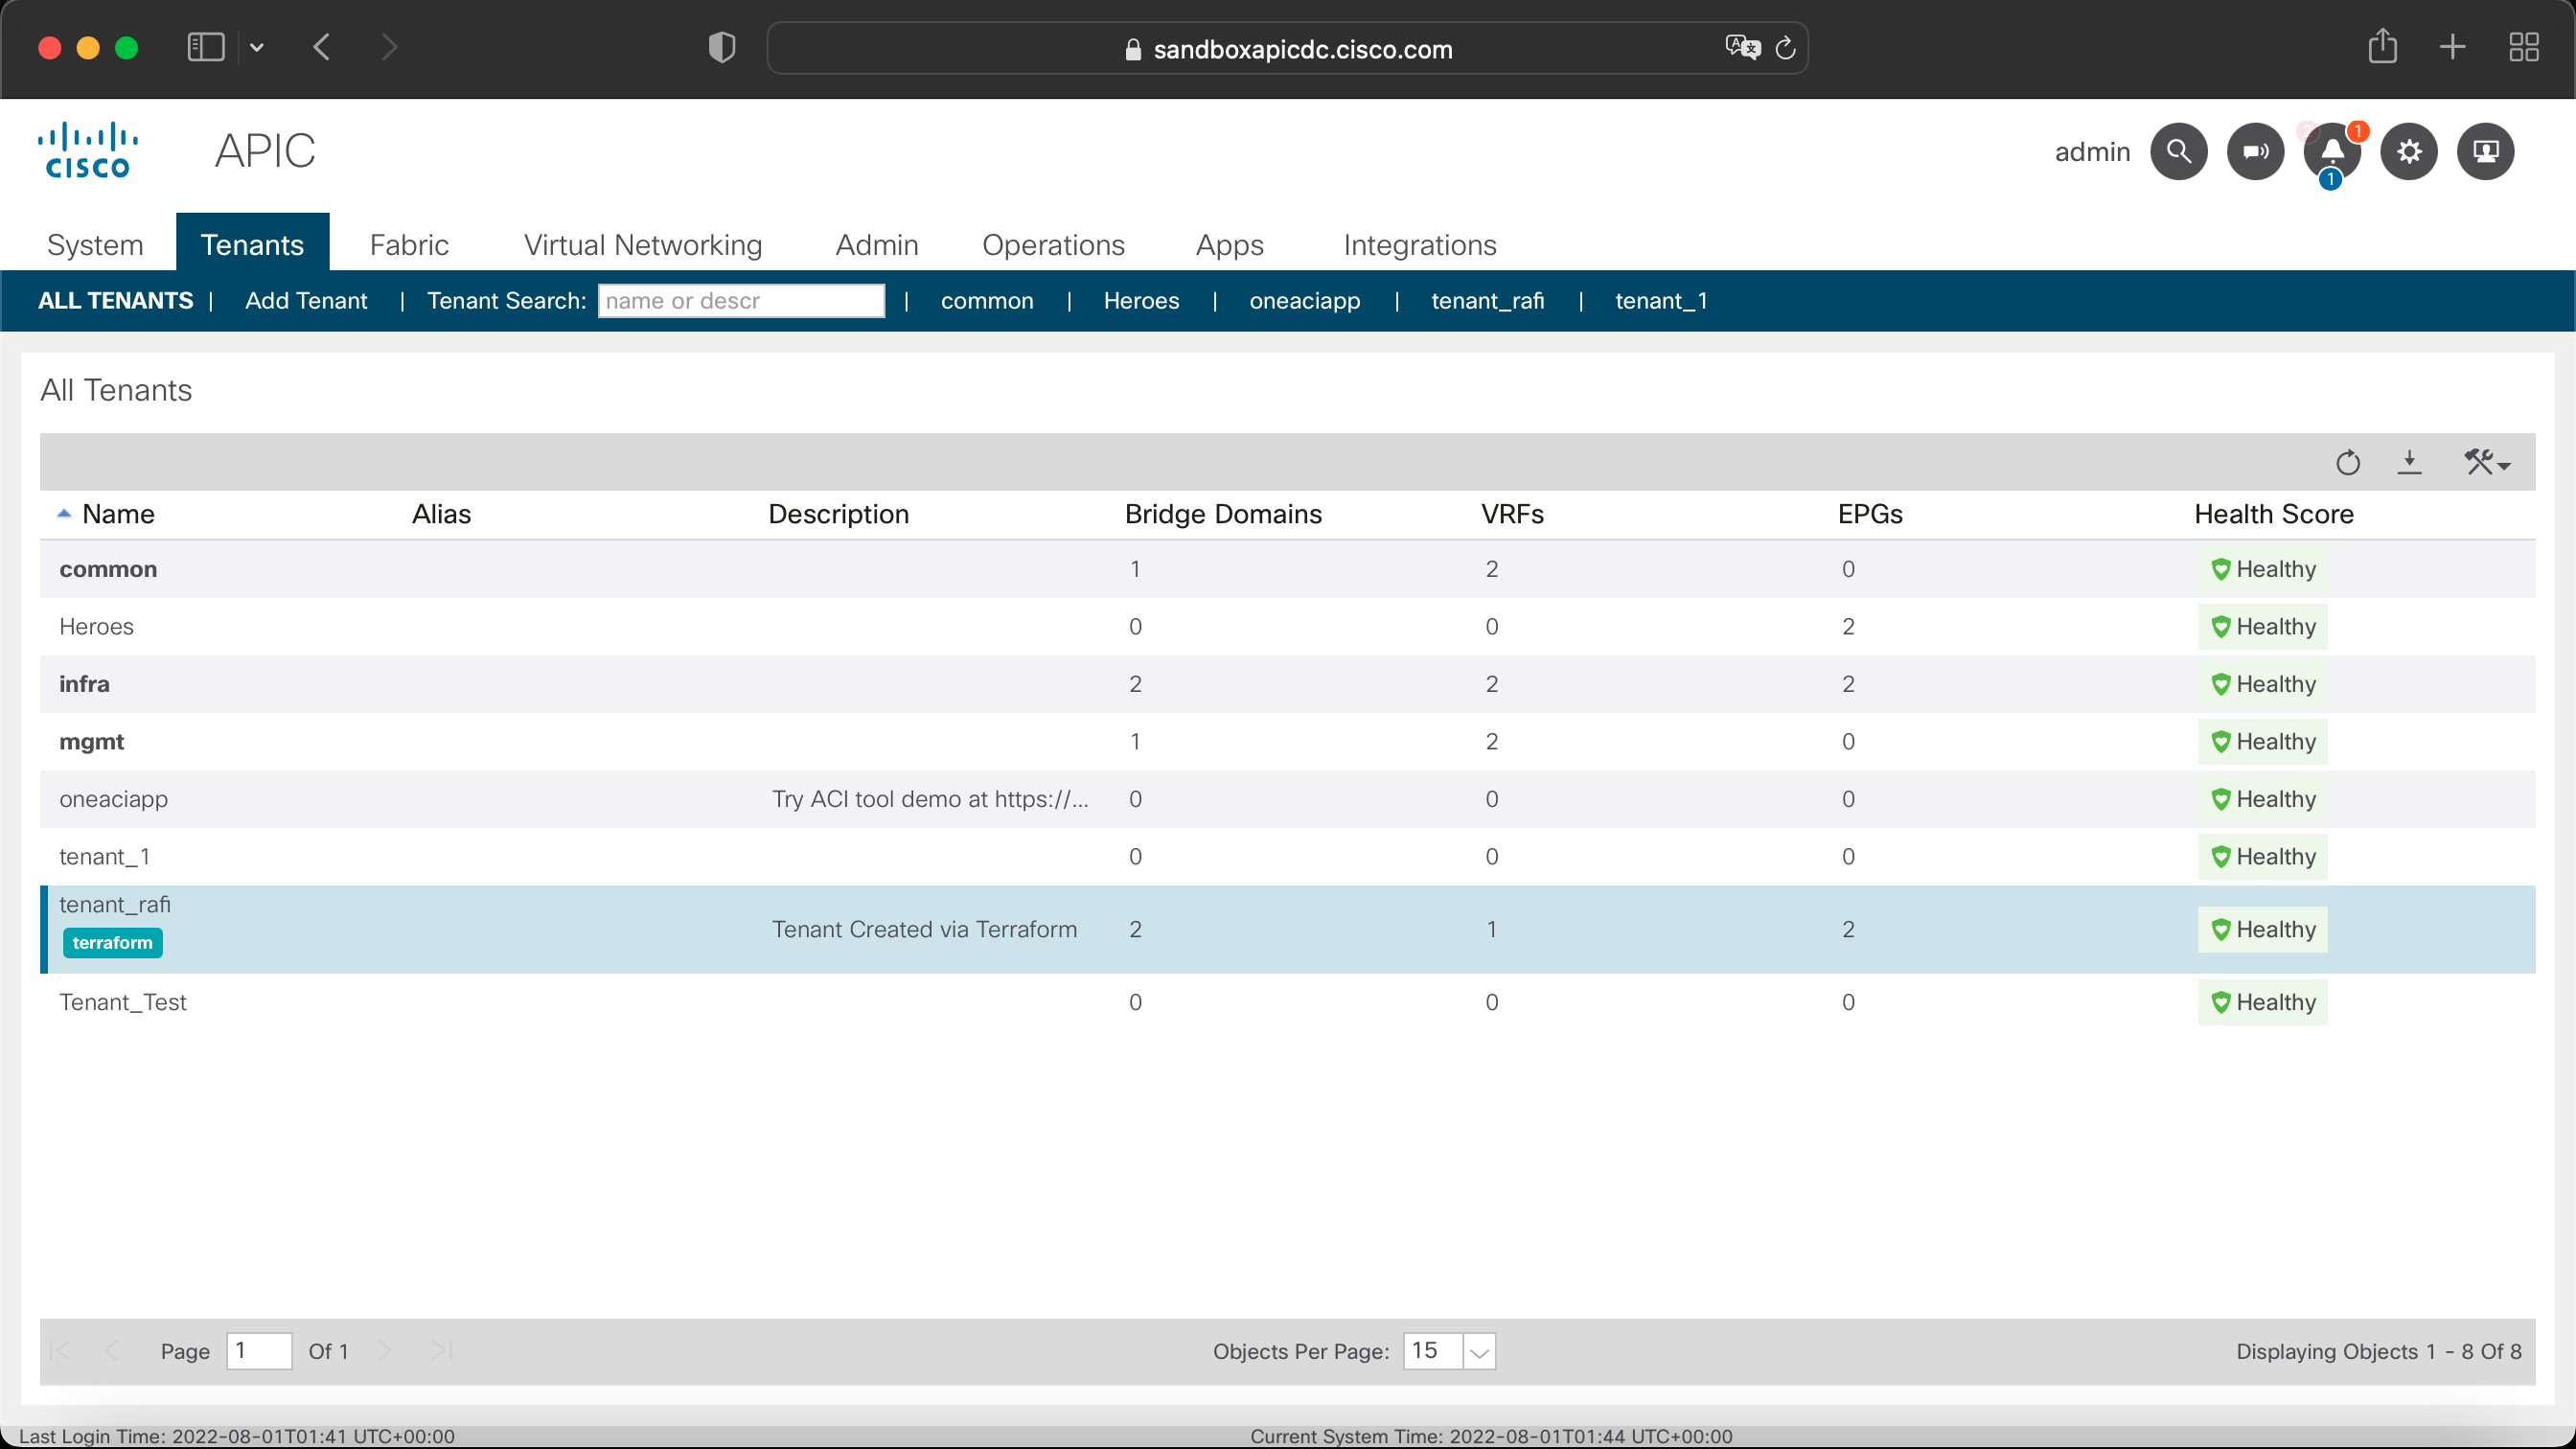 sandboxapicdc.cisco.com
CISCO APIC
admin
1
1
System Tenants Fabric Virtual Networking Admin Operations Apps Integrations
ALL TENANTS | Add Tenant | Tenant Search: name or descr | common | Heroes | oneaciapp | tenant_rafi | tenant_1
All Tenants
Name Alias Description Bridge Domains VRFs EPGs Health Score
common 1 2 0 Healthy
Heroes 0 0 2 Healthy
infra 2 2 2 Healthy
mgmt 1 2 0 Healthy
oneaciapp Try ACI tool demo at https://... 0 0 0 Healthy
tenant_1 0 0 0 Healthy
tenant_rafi
terraform Tenant Created via Terraform 2 1 2 Healthy
Tenant_Test 0 0 0 Healthy
Page 1 Of 1 Objects Per Page: 15 Displaying Objects 1 - 8 Of 8
Last Login Time: 2022-08-01T01:41 UTC+00:00 Current System Time: 2022-08-01T01:44 UTC+00:00